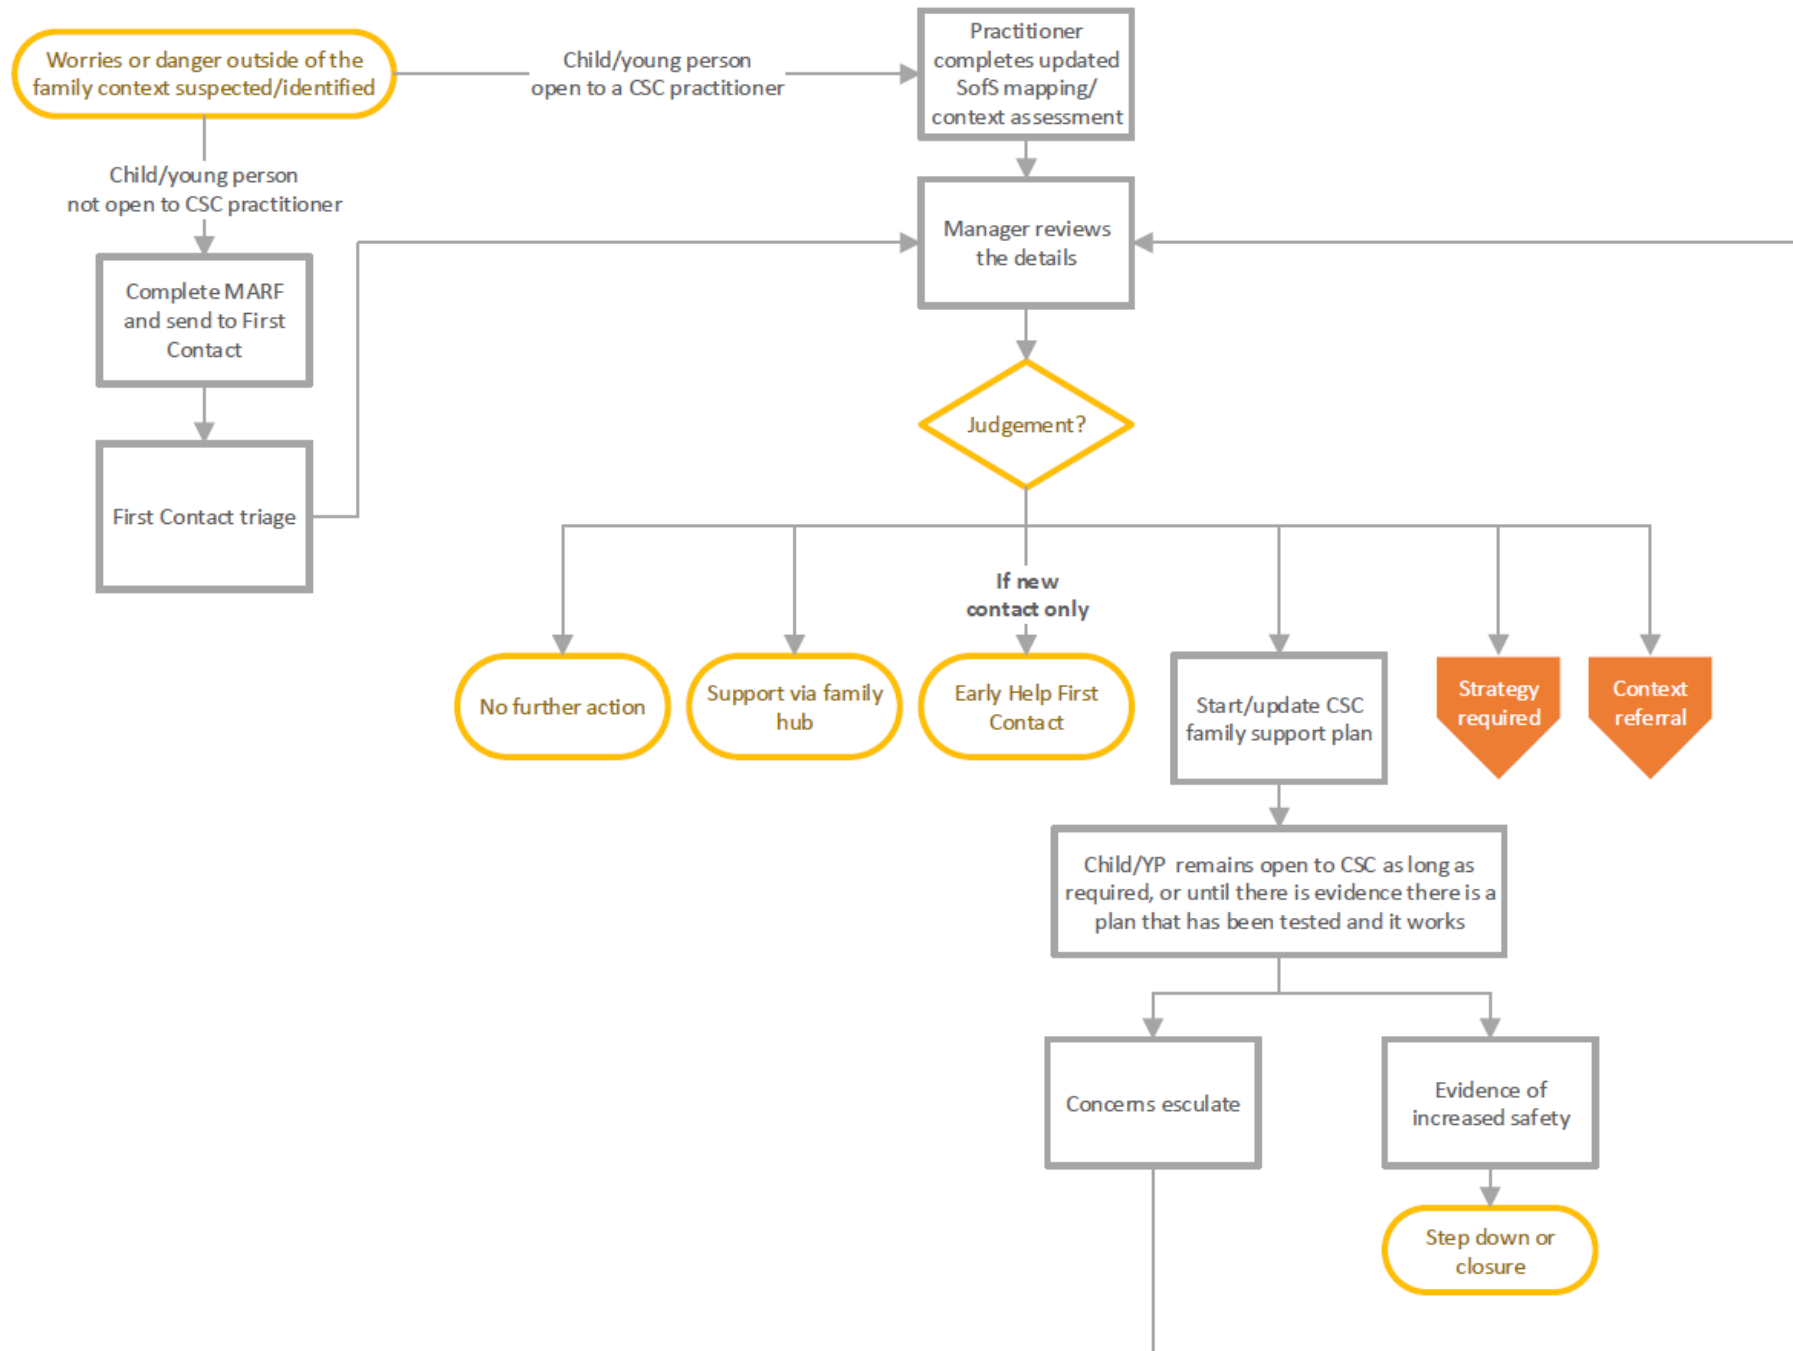 Worries or danger outside of the
family context suspected/identified
Child/young person
open to a CSC practitioner
Practitioner
completes updated
SofS mapping/
context assessment
Child/young person
not open to CSC practitioner
Manager reviews
the details
Complete MARF
and send to First
Contact
Judgement?
First Contact triage
If new
contact only
No further action
Support via family
hub
Early Help First
Contact
Start/update CSC
family support plan
Strategy
required
Context
referral
Child/YP remains open to CSC as long as
required, or until there is evidence there is a
plan that has been tested and it works
Concerns esculate
Evidence of
increased safety
Step down or
closure